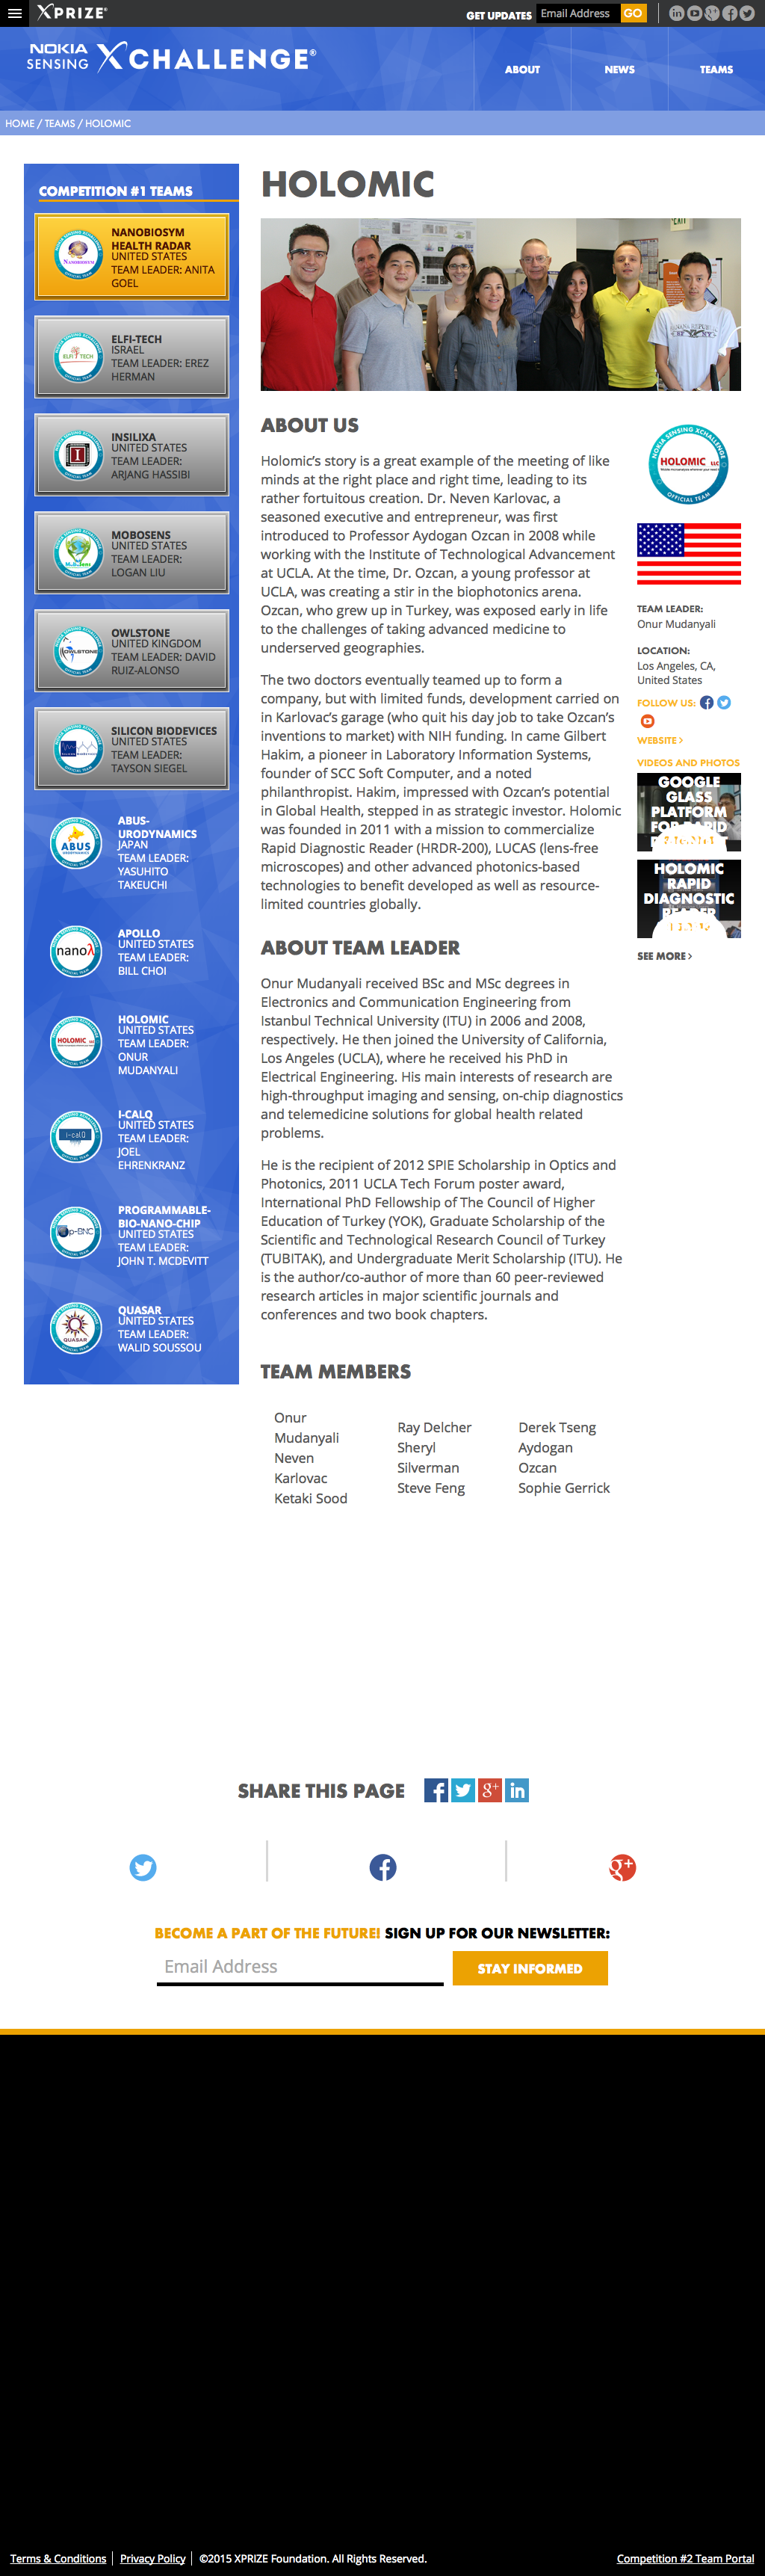 XPRIZE®
GET UPDATES
Email Address
GO
NOKIA
SENSING
XCHALLENGE®
ABOUT
NEWS
TEAMS
HOME / TEAMS / HOLOMIC
COMPETITION #1 TEAMS
NANOBIOSYM
HEALTH RADAR
UNITED STATES
TEAM LEADER: ANITA
GOEL
ELFI-TECH
ISRAEL
TEAM LEADER: EREZ
HERMAN
INSILIXA
UNITED STATES
TEAM LEADER:
ARJANG HASSIBI
MOBOSENS
UNITED STATES
TEAM LEADER:
LOGAN LIU
OWLSTONE
UNITED KINGDOM
TEAM LEADER: DAVID
RUIZ-ALONSO
SILICON BIODEVICES
UNITED STATES
TEAM LEADER:
TAYSON SIEGEL
ABUS-
URODYNAMICS
JAPAN
TEAM LEADER:
YASUHITO
TAKEUCHI
APOLLO
UNITED STATES
TEAM LEADER:
BILL CHOI
HOLOMIC
UNITED STATES
TEAM LEADER:
ONUR
MUDANYALI
I-CALQ
UNITED STATES
TEAM LEADER:
JOEL
EHRENKRANZ
PROGRAMMABLE-
BIO-NANO-CHIP
UNITED STATES
TEAM LEADER:
JOHN T. MCDEVITT
QUASAR
UNITED STATES
TEAM LEADER:
WALID SOUSSOU
HOLOMIC
ABOUT US
Holomic’s story is a great example of the meeting of like
minds at the right place and right time, leading to its
rather fortuitous creation. Dr. Neven Karlovac, a
seasoned executive and entrepreneur, was first
introduced to Professor Aydogan Ozcan in 2008 while
working with the Institute of Technological Advancement
at UCLA. At the time, Dr. Ozcan, a young professor at
UCLA, was creating a stir in the biophotonics arena.
Ozcan, who grew up in Turkey, was exposed early in life
to the challenges of taking advanced medicine to
underserved geographies.
The two doctors eventually teamed up to form a
company, but with limited funds, development carried on
in Karlovac’s garage (who quit his day job to take Ozcan’s
inventions to market) with NIH funding. In came Gilbert
Hakim, a pioneer in Laboratory Information Systems,
founder of SCC Soft Computer, and a noted
philanthropist. Hakim, impressed with Ozcan’s potential
in Global Health, stepped in as strategic investor. Holomic
was founded in 2011 with a mission to commercialize
Rapid Diagnostic Reader (HRDR-200), LUCAS (lens-free
microscopes) and other advanced photonics-based
technologies to benefit developed as well as resource-
limited countries globally.
ABOUT TEAM LEADER
Onur Mudanyali received BSc and MSc degrees in
Electronics and Communication Engineering from
Istanbul Technical University (ITU) in 2006 and 2008,
respectively. He then joined the University of California,
Los Angeles (UCLA), where he received his PhD in
Electrical Engineering. His main interests of research are
high-throughput imaging and sensing, on-chip diagnostics
and telemedicine solutions for global health related
problems.
He is the recipient of 2012 SPIE Scholarship in Optics and
Photonics, 2011 UCLA Tech Forum poster award,
International PhD Fellowship of The Council of Higher
Education of Turkey (YOK), Graduate Scholarship of the
Scientific and Technological Research Council of Turkey
(TUBITAK), and Undergraduate Merit Scholarship (ITU). He
is the author/co-author of more than 60 peer-reviewed
research articles in major scientific journals and
conferences and two book chapters.
TEAM MEMBERS
Onur
Mudanyali
Neven
Karlovac
Ketaki Sood
Ray Delcher
Sheryl
Silverman
Steve Feng
Derek Tseng
Aydogan
Ozcan
Sophie Gerrick
NOKIA SENSING XCHALLENGE
HOLOMIC LLC
OFFICIAL TEAM
TEAM LEADER:
Onur Mudanyali
LOCATION:
Los Angeles, CA,
United States
FOLLOW US:
WEBSITE >
VIDEOS AND PHOTOS
GOOGLE
GLASS
PLATFORM
FOR RAPID
HOLOMIC
RAPID
DIAGNOSTIC
READER
SEE MORE >
SHARE THIS PAGE
BECOME A PART OF THE FUTURE! SIGN UP FOR OUR NEWSLETTER:
Email Address
STAY INFORMED
Terms & Conditions
Privacy Policy
©2015 XPRIZE Foundation. All Rights Reserved.
Competition #2 Team Portal